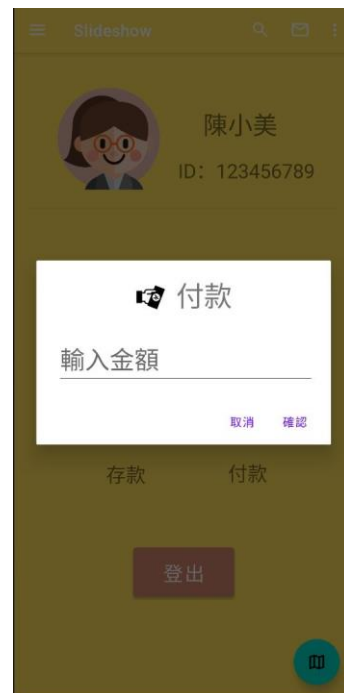 Slideshow
陳小美
ID: 123456789
付款
輸入金額
取消 確認
存款 付款
登出